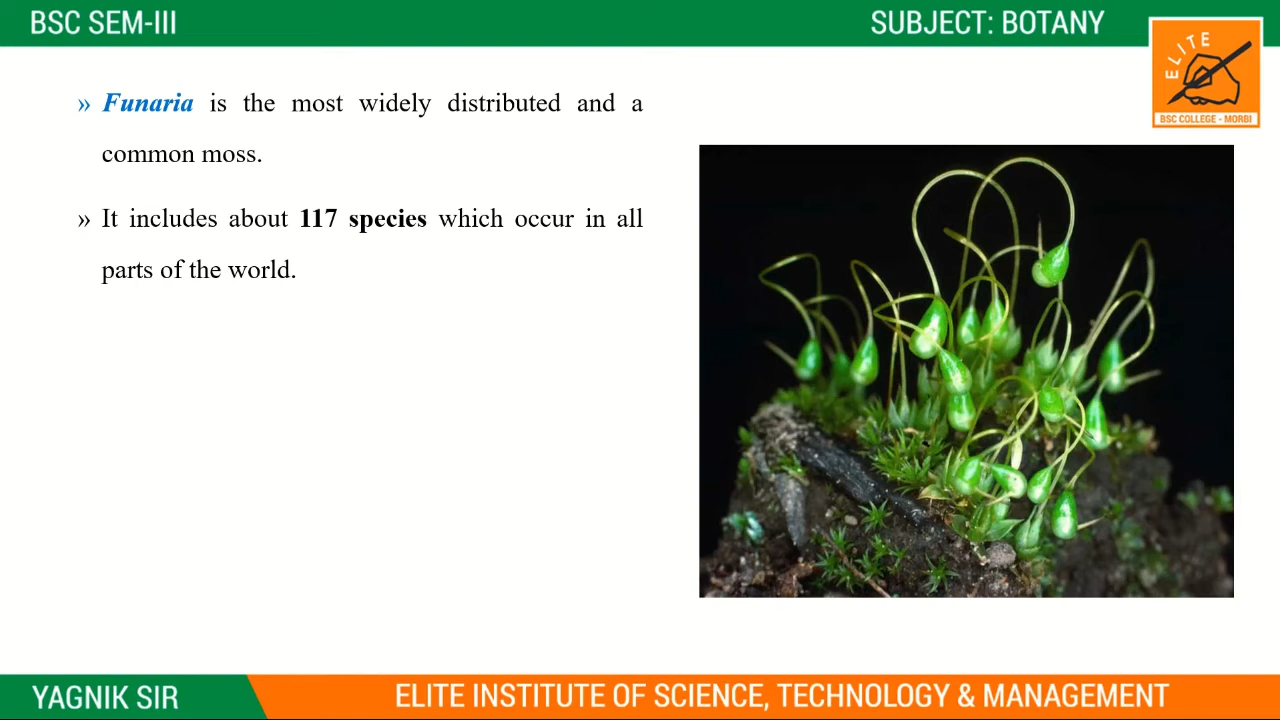 BSC SEM-III
SUBJECT: BOTANY
ELITE
BSC COLLEGE - MORBI
» Funaria is the most widely distributed and a
common moss.
» It includes about 117 species which occur in all
parts of the world.
YAGNIK SIR
ELITE INSTITUTE OF SCIENCE, TECHNOLOGY & MANAGEMENT